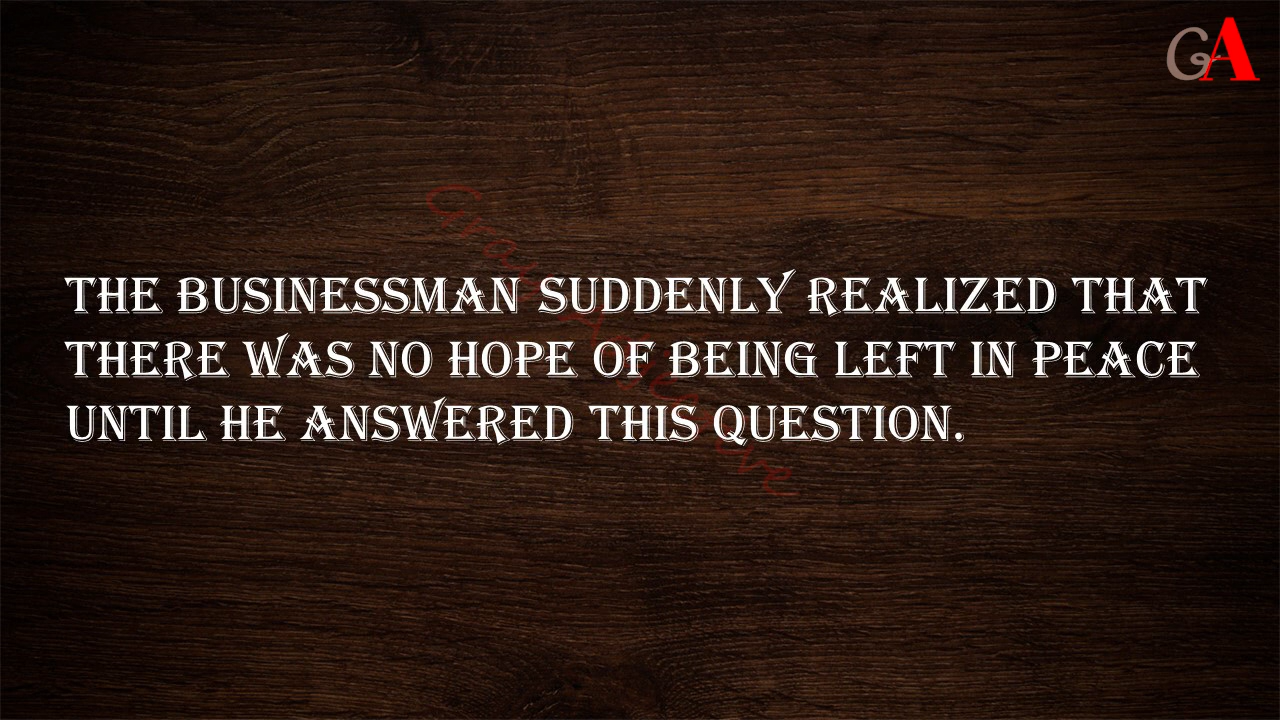 GA
THE BUSINESSMAN SUDDENLY REALIZED THAT
THERE WAS NO HOPE OF BEING LEFT IN PEACE
UNTIL HE ANSWERED THIS QUESTION.